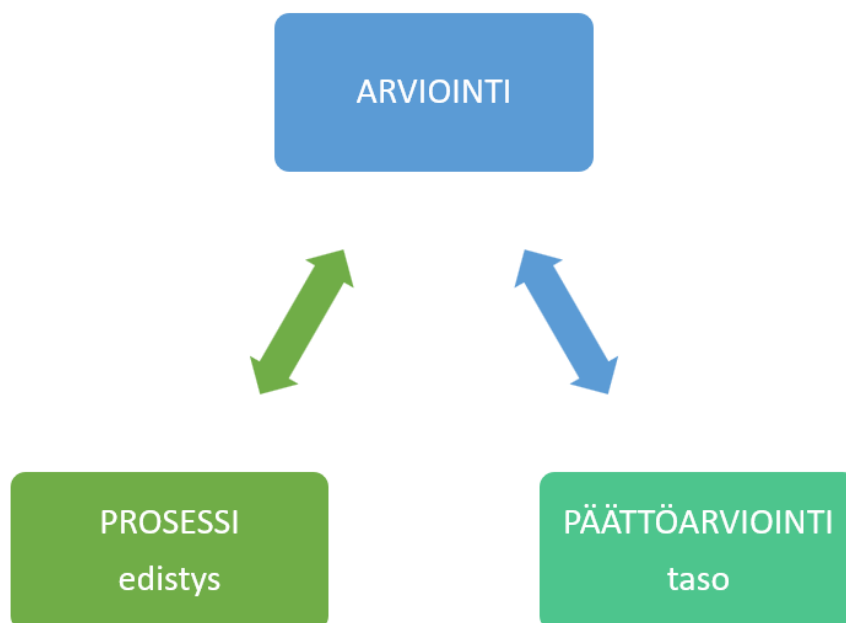 ARVIOINTI
PROSESSI
edistys
PÄÄTTÖARVIOINTI
taso